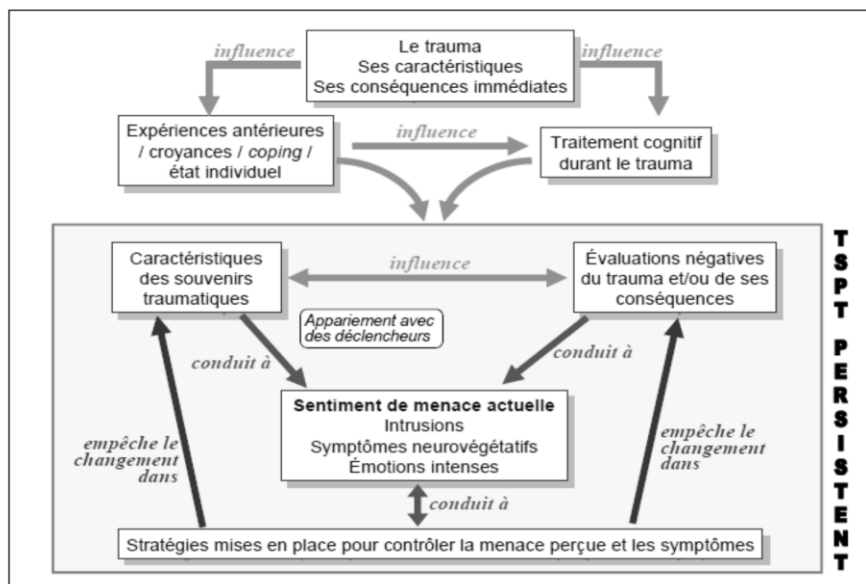 influence
Le trauma
Ses caractéristiques
Ses conséquences immédiates
influence
Expériences antérieures
/ croyances / coping /
état individuel
influence
Traitement cognitif
durant le trauma
Caractéristiques
des souvenirs
traumatiques
influence
Évaluations négatives
du trauma et/ou de ses
conséquences
Appariement avec
des déclencheurs
conduit à
conduit à
Sentiment de menace actuelle
Intrusions
Symptômes neurovégétatifs
Émotions intenses
empêche le
changement
dans
empêche le
changement
dans
conduit à
Stratégies mises en place pour contrôler la menace perçue et les symptômes
TSPT PERSISTENT